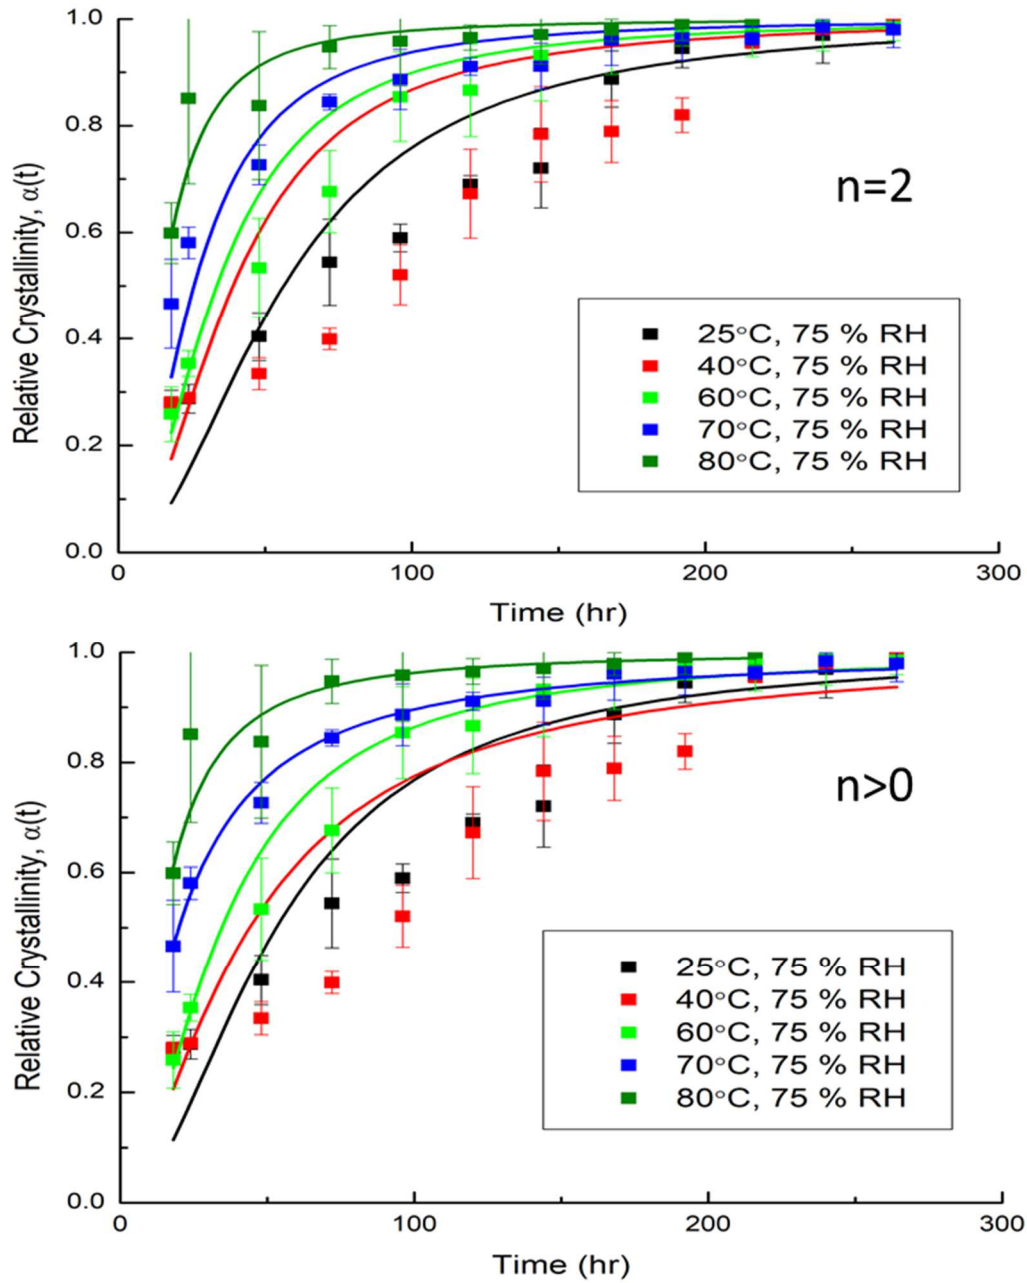 1.0
0.8
0.6
0.4
0.2
0.0
Relative Crystallinity, α(t)
n=2
25°C, 75 % RH
40°C, 75 % RH
60°C, 75 % RH
70°C, 75 % RH
80°C, 75 % RH
0 100 200 300
Time (hr)
1.0
0.8
0.6
0.4
0.2
0.0
Relative Crystallinity, α(t)
n>0
25°C, 75 % RH
40°C, 75 % RH
60°C, 75 % RH
70°C, 75 % RH
80°C, 75 % RH
0 100 200 300
Time (hr)